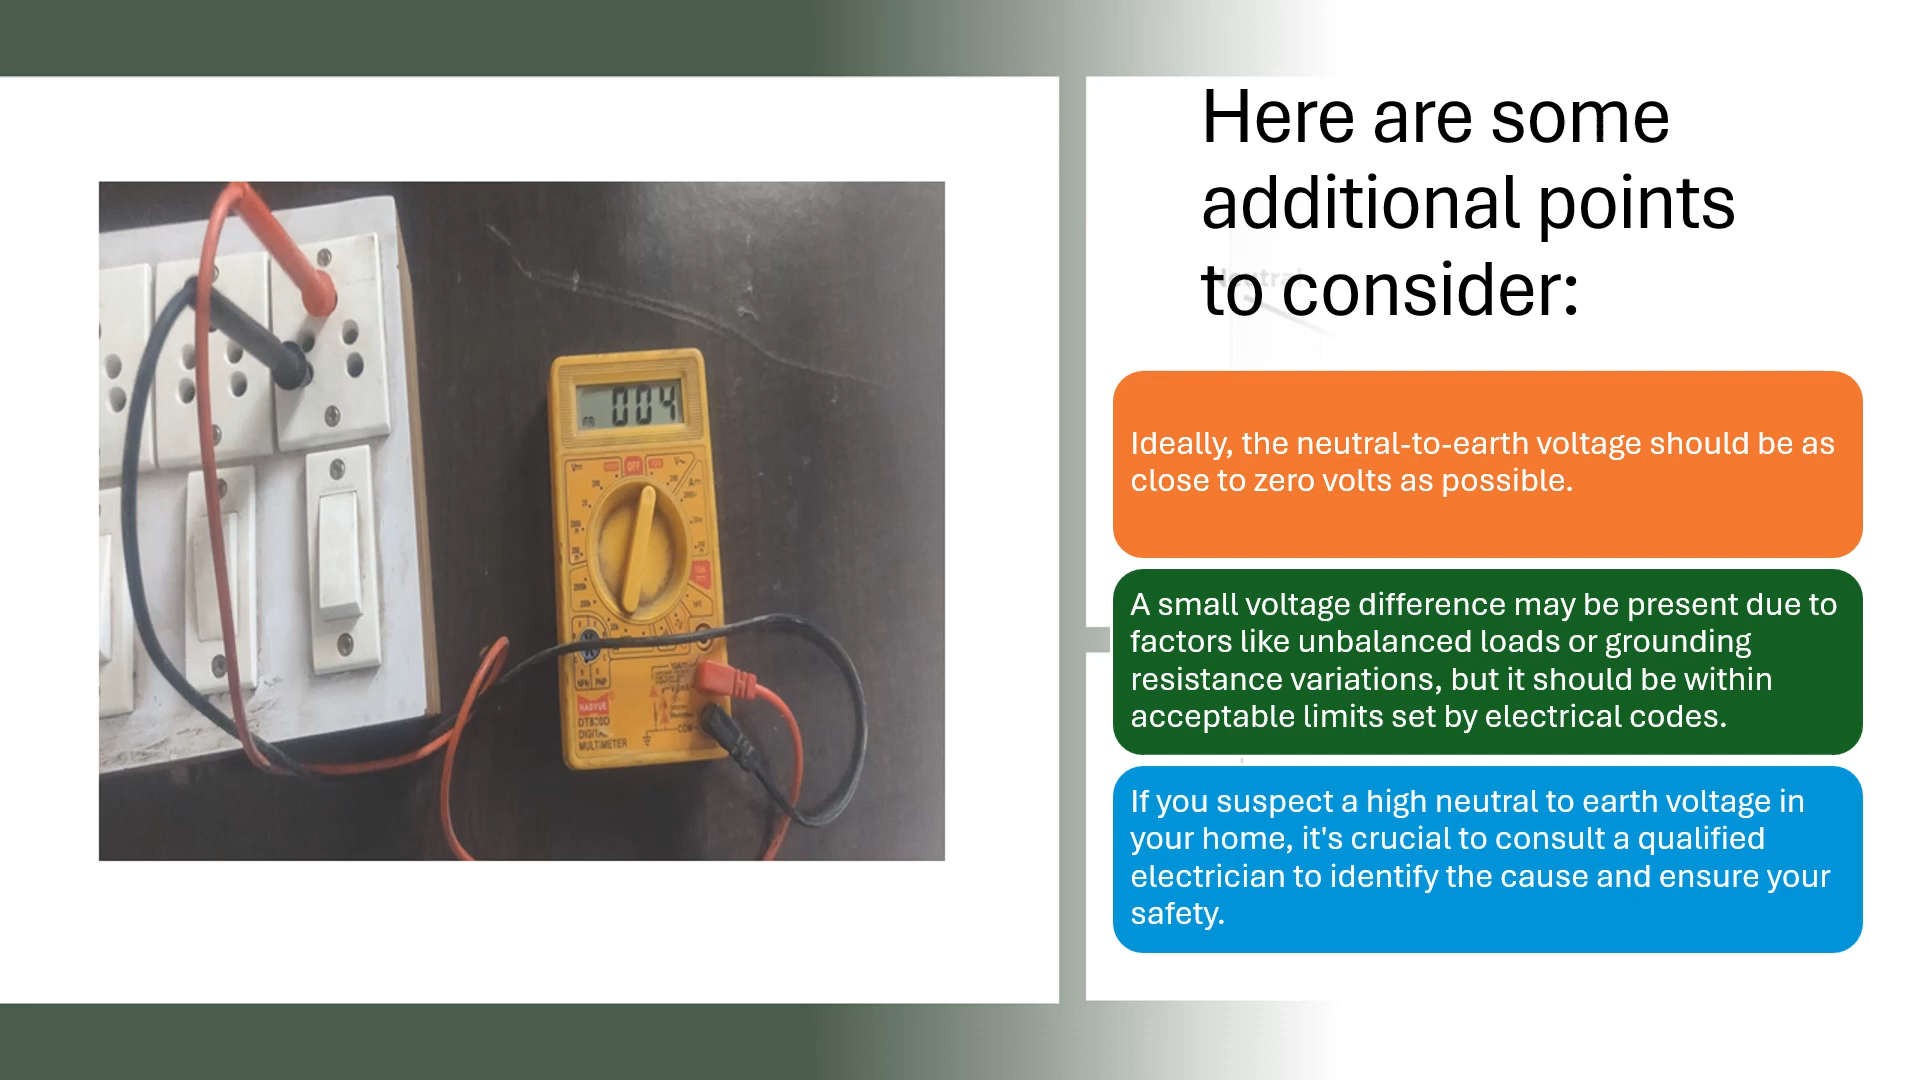 Here are some
additional points
to consider:
Ideally, the neutral-to-earth voltage should be as
close to zero volts as possible.
A small voltage difference may be present due to
factors like unbalanced loads or grounding
resistance variations, but it should be within
acceptable limits set by electrical codes.
If you suspect a high neutral to earth voltage in
your home, it's crucial to consult a qualified
electrician to identify the cause and ensure your
safety.
004
OFF
HAOYUE
DT830D
DIGITAL
MULTIMETER
COM
NPN PNP